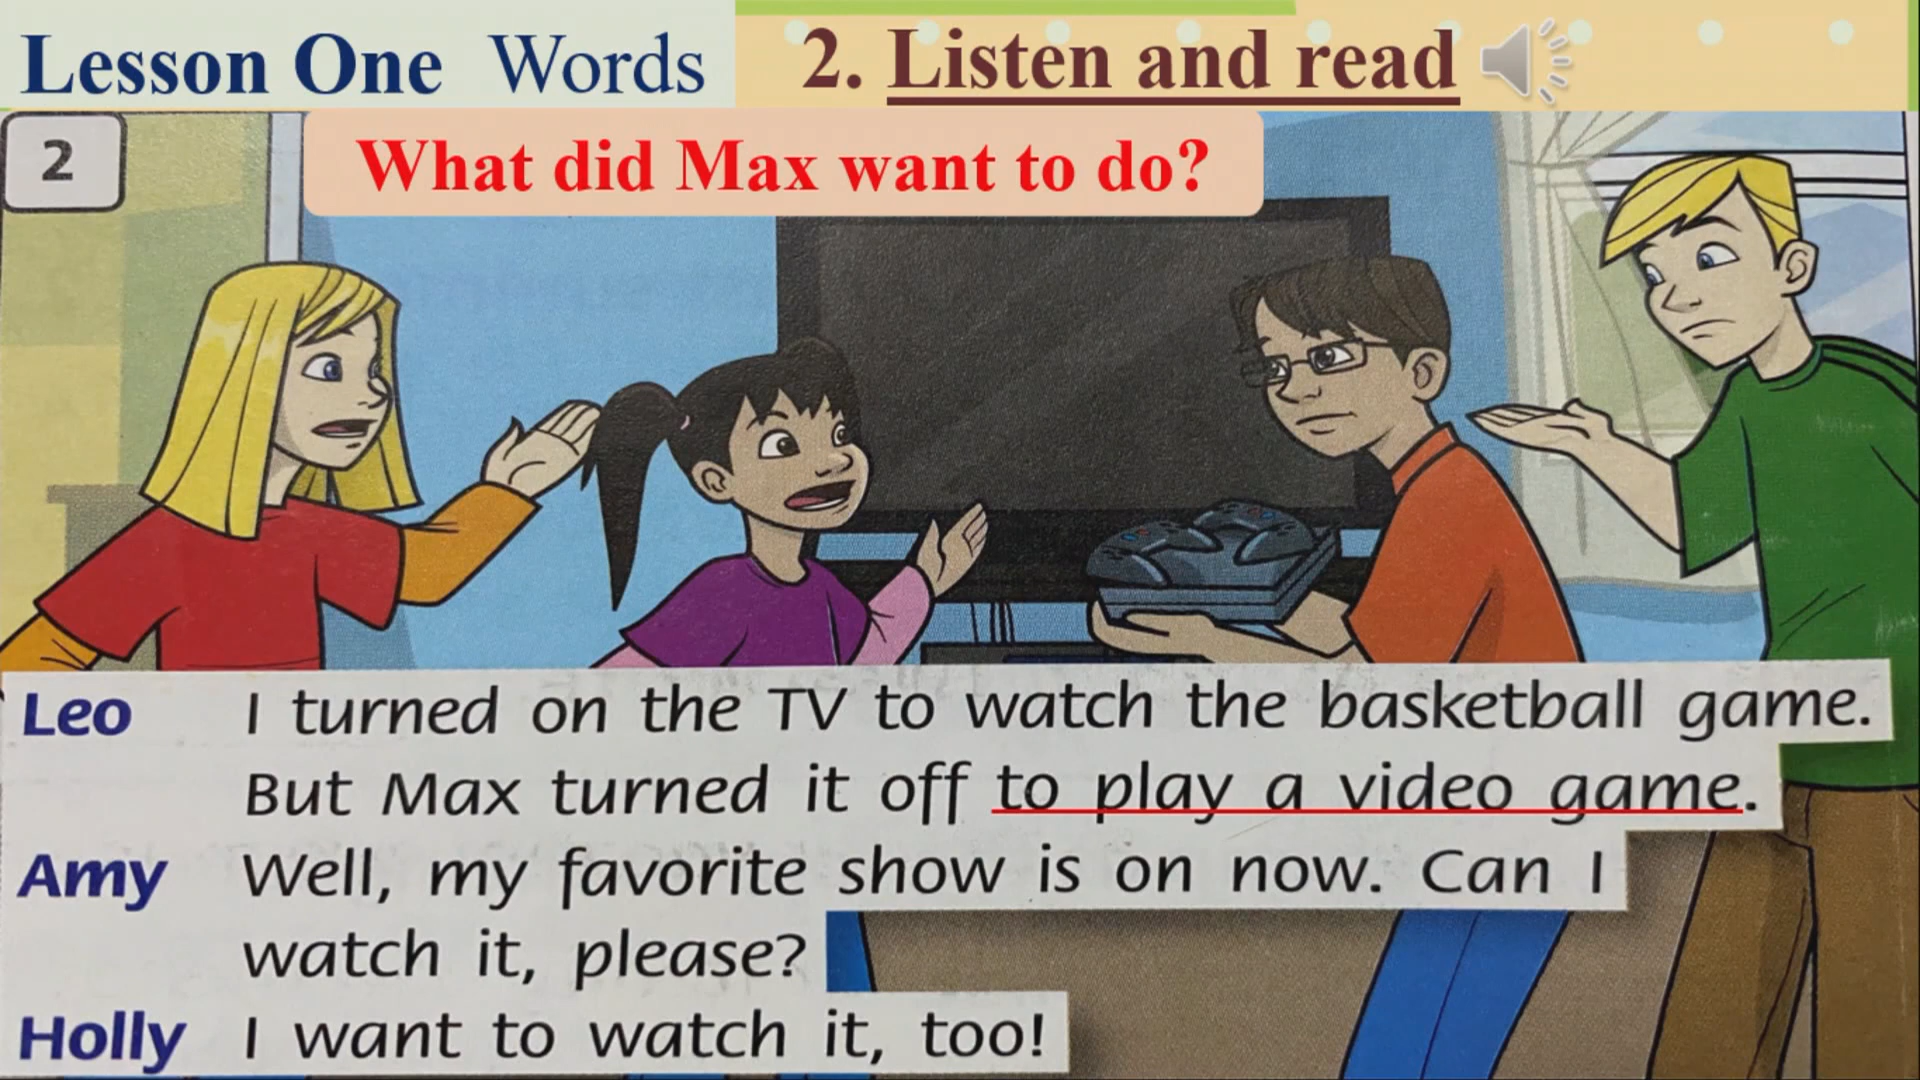 Lesson One Words
2. Listen and read
2
What did Max want to do?
Leo I turned on the TV to watch the basketball game.
But Max turned it off to play a video game.
Amy Well, my favorite show is on now. Can I
watch it, please?
Holly I want to watch it, too!